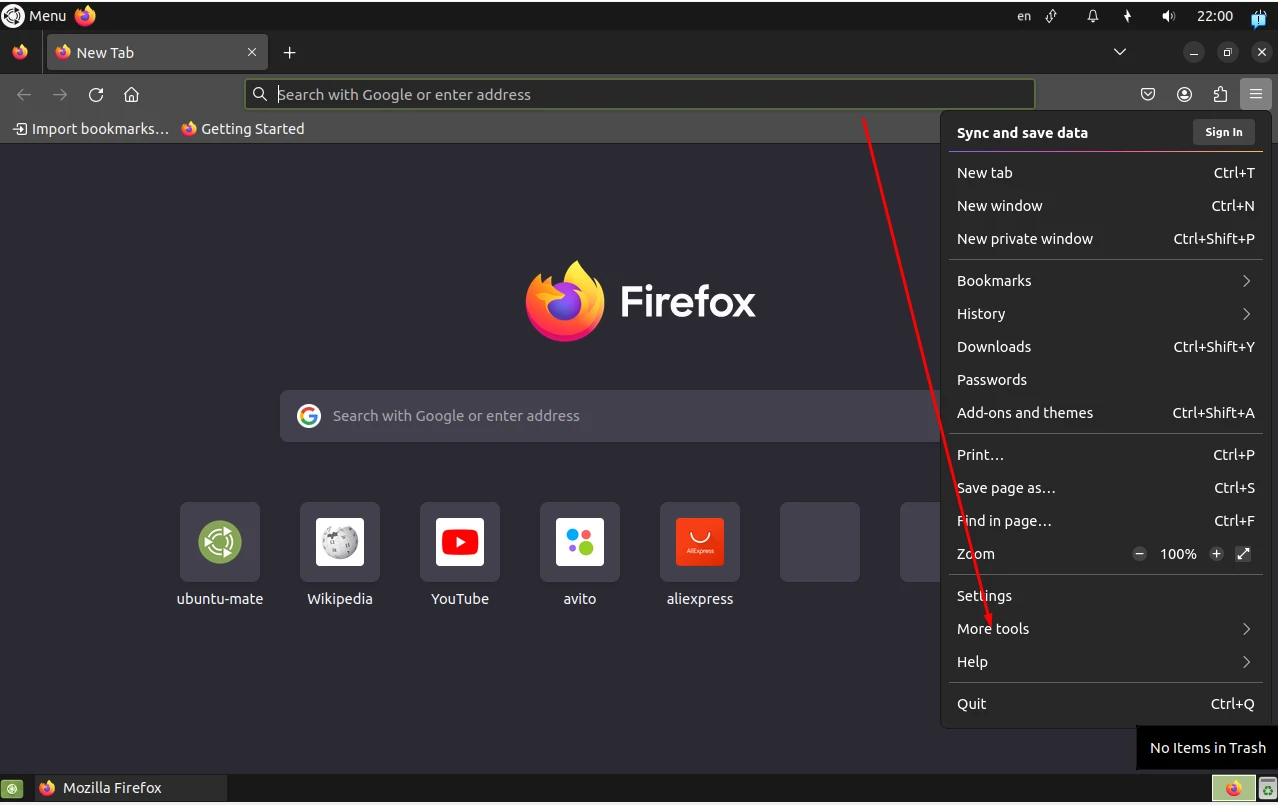 Menu
en
22:00
New Tab
Search with Google or enter address
Import bookmarks…
Getting Started
Sync and save data
Sign In
New tab Ctrl+T
New window Ctrl+N
New private window Ctrl+Shift+P
Bookmarks
History
Downloads Ctrl+Shift+Y
Passwords
Add-ons and themes Ctrl+Shift+A
Print… Ctrl+P
Save page as… Ctrl+S
Find in page… Ctrl+F
Zoom 100%
Settings
More tools
Help
Quit Ctrl+Q
Firefox
Search with Google or enter address
AliExpress
ubuntu-mate
Wikipedia
YouTube
avito
aliexpress
No Items in Trash
Mozilla Firefox